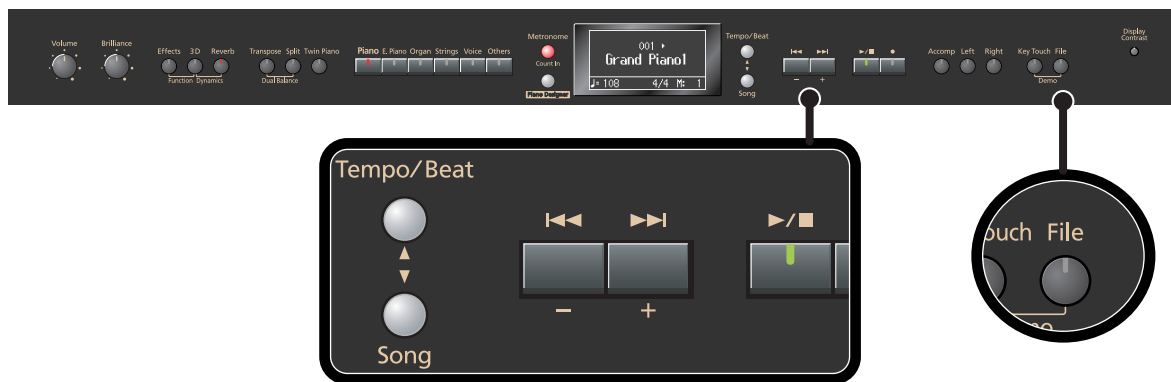 Volume
Brilliance
Effects 3D Reverb
Function Dynamics
Transpose Split Twin Piano
Dual Balance
Piano E. Piano Organ Strings Voice Others
Metronome
Count In
Piano Designer
001
Grand Piano1
♩= 108 4/4 M: 1
Tempo/Beat
Song
− +
Accomp Left Right
Key Touch File
Demo
Display
Contrast
Tempo/Beat
Song
− +
ouch File
mo